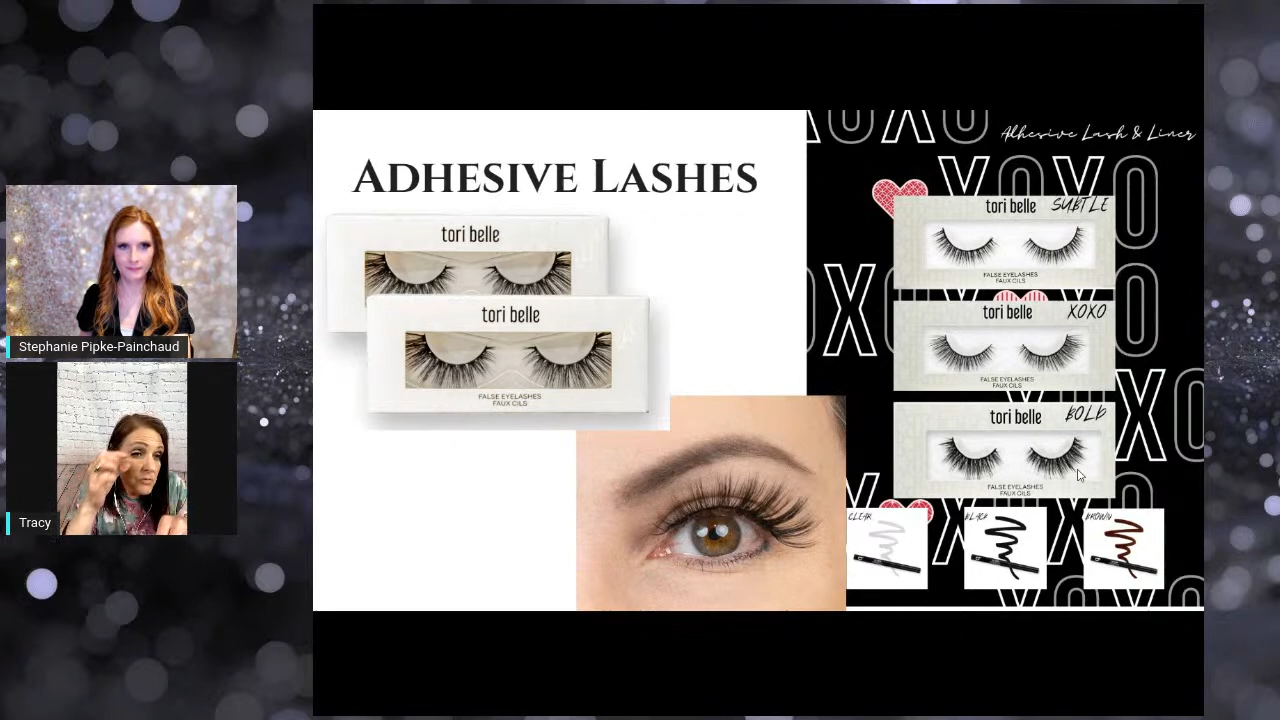 Stephanie Pipke-Painchaud
Tracy
ADHESIVE LASHES
tori belle
tori belle
FALSE EYELASHES
FAUX CILS
Adhesive Lash & Liner
XOXO
XOXO
tori belle SUBTLE
FALSE EYELASHES
FAUX CILS
tori belle XOXO
FALSE EYELASHES
FAUX CILS
tori belle BOLD
FALSE EYELASHES
FAUX CILS
CLEAR
BLACK
BROWN